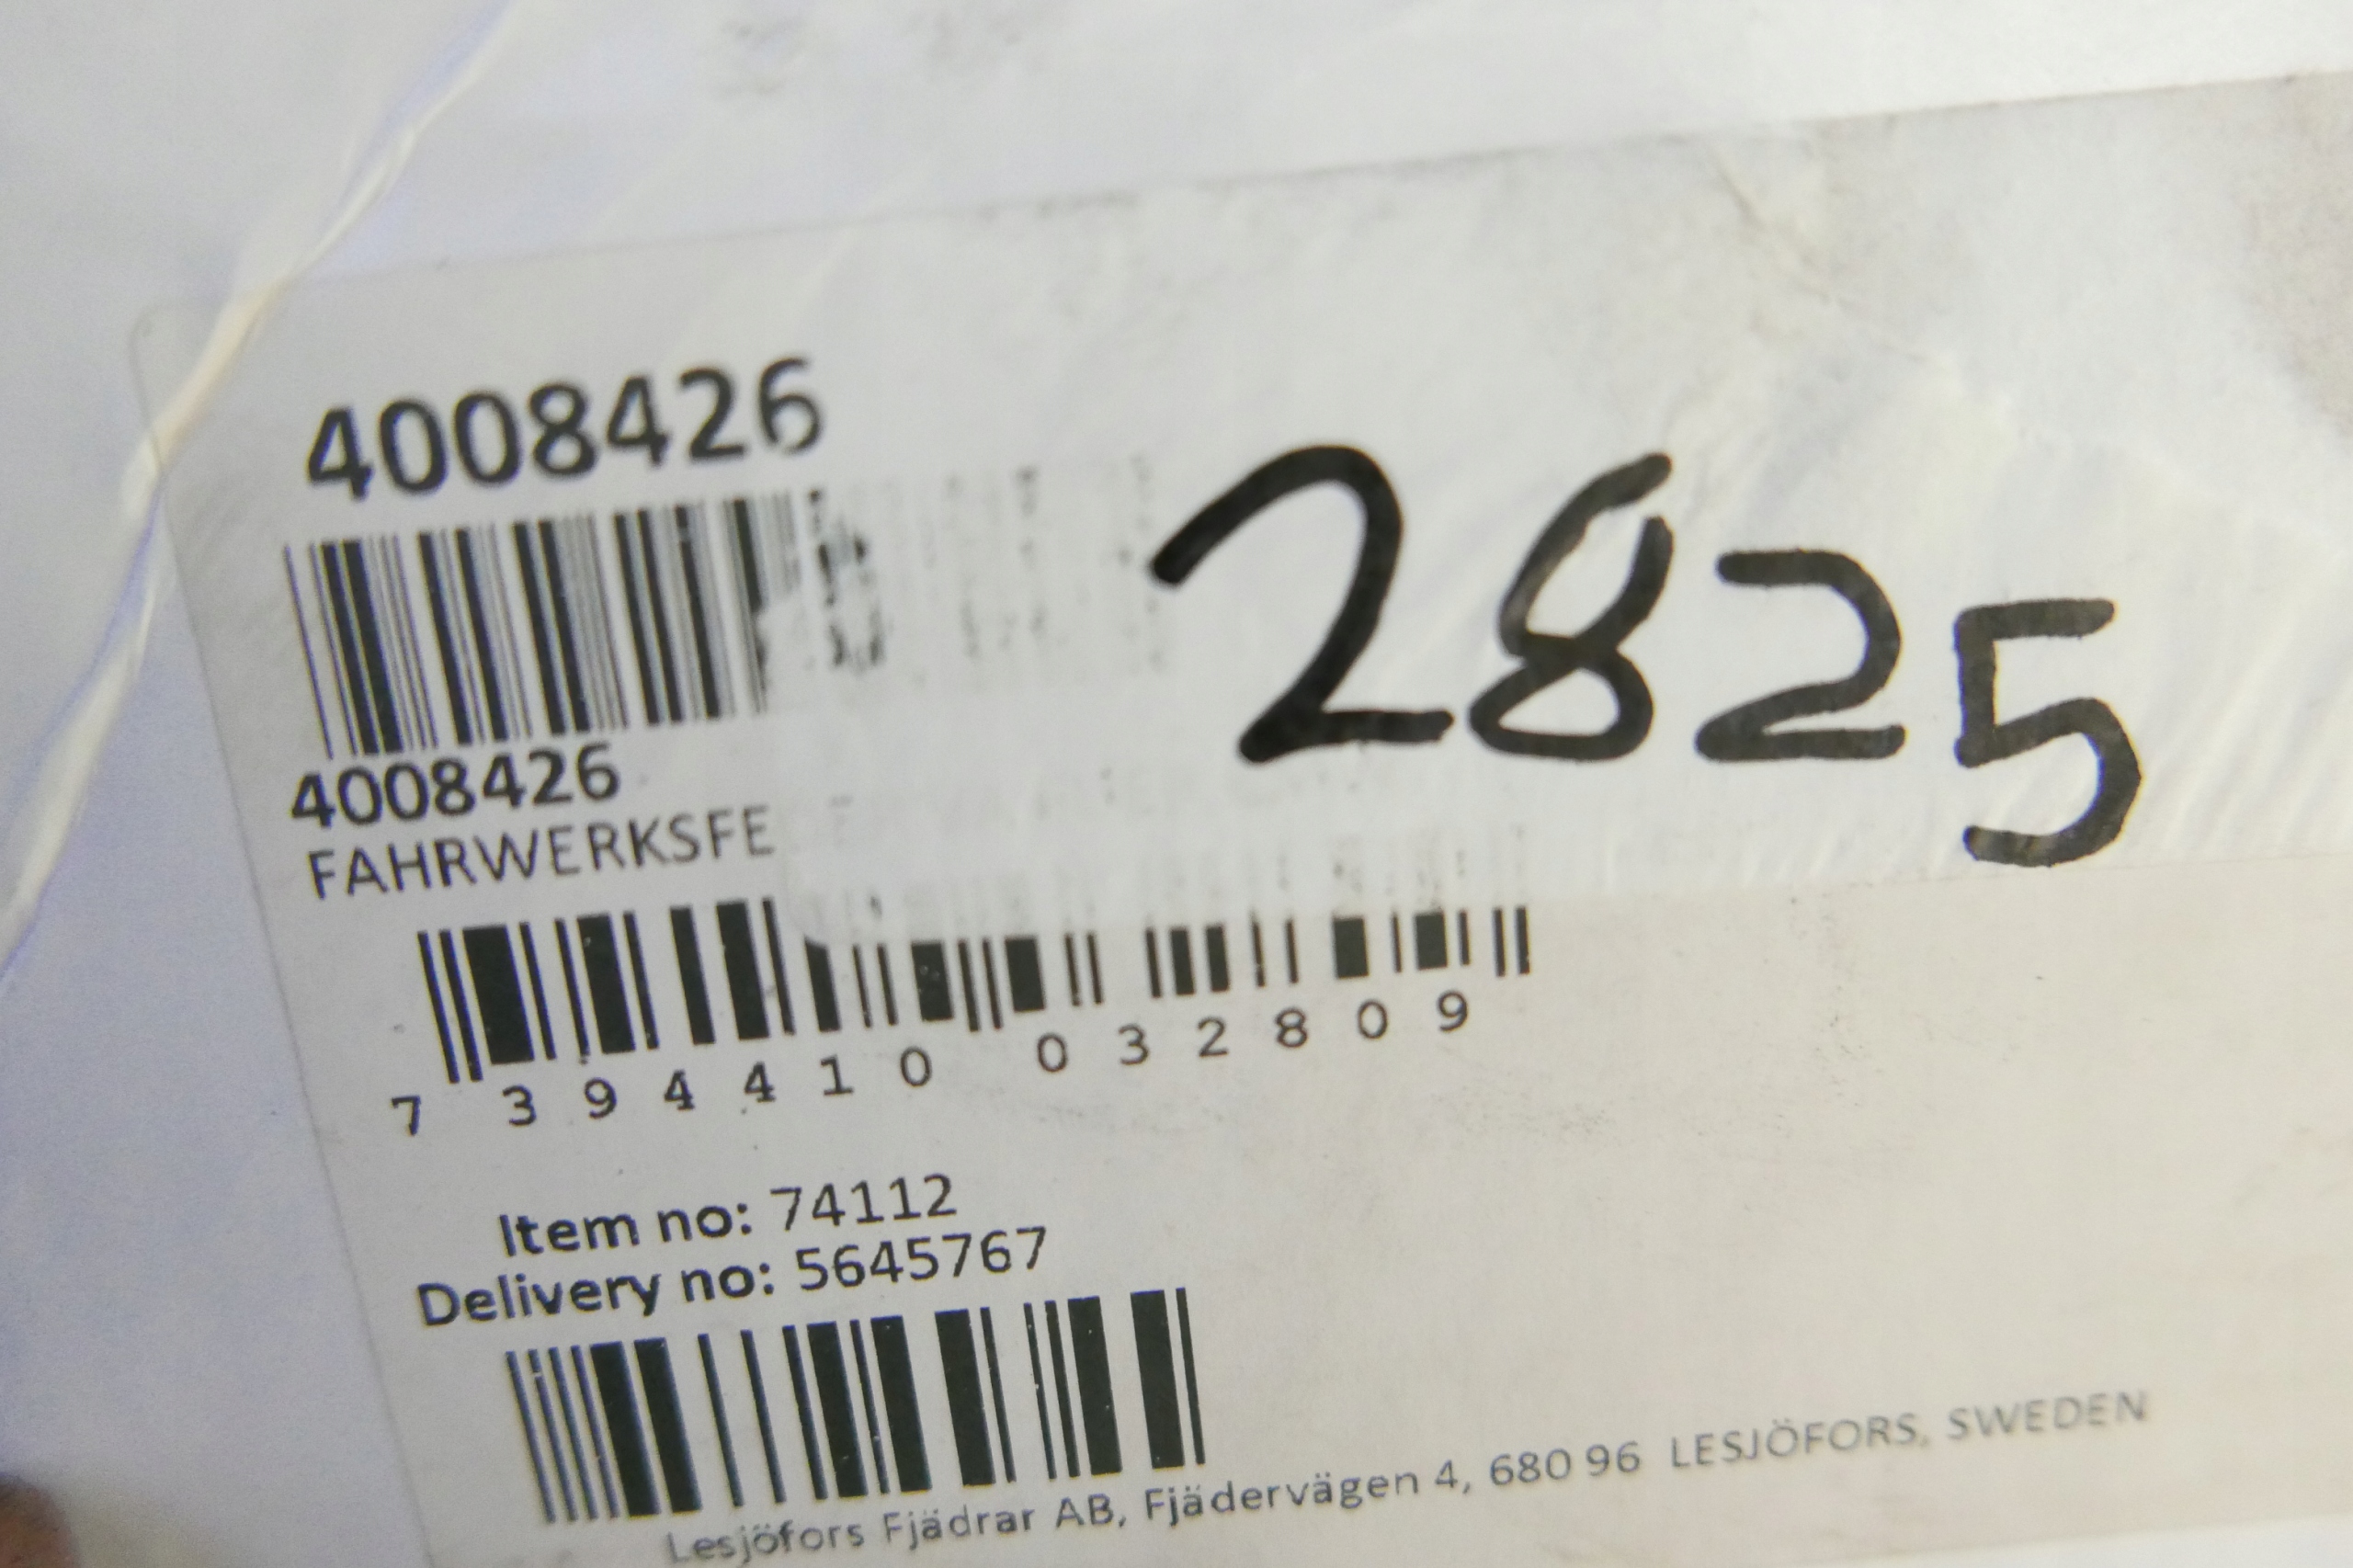 4008426
2825
4008426
FAHRWERKSFE
7 394410 032809
Item no: 74112
Delivery no: 5645767
Lesjöfors Fjädrar AB, Fjädervägen 4, 680 96 LESJÖFORS, SWEDEN